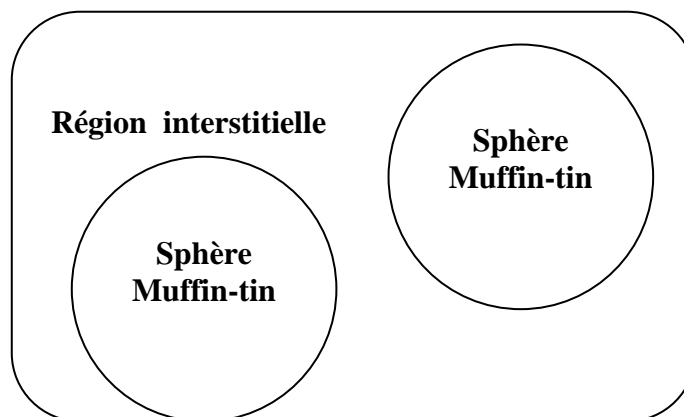 Région interstitielle
Sphère
Muffin-tin
Sphère
Muffin-tin